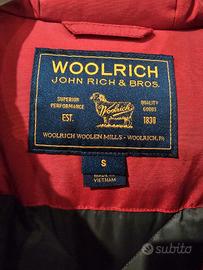 WOOLRICH
JOHN RICH & BROS.
SUPERIOR PERFORMANCE
QUALITY GOODS
EST.
1830
Woolrich
WOOLRICH WOOLEN MILLS - WOOLRICH, PA
S
MADE IN
VIETNAM
subito